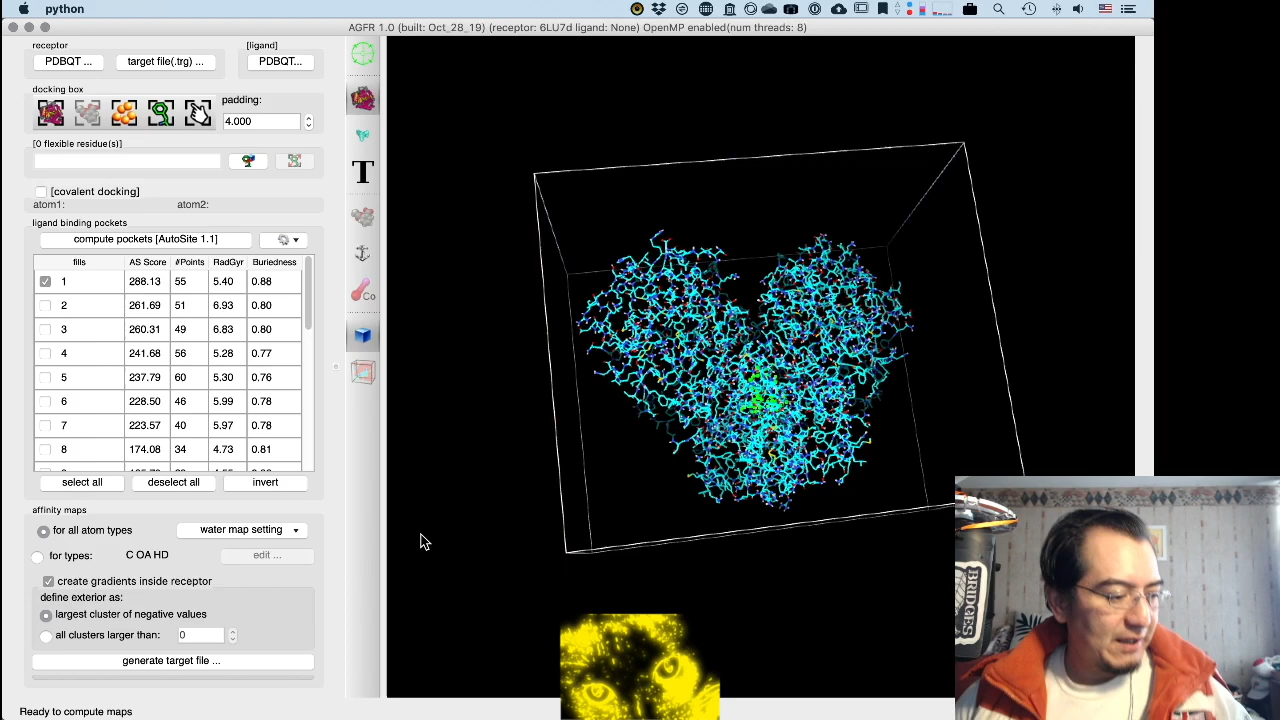 python
AGFR 1.0 (built: Oct_28_19) (receptor: 6LU7d ligand: None) OpenMP enabled(num threads: 8)
receptor
[ligand]
PDBQT ...
target file(.trg) ...
PDBQT...
docking box
padding:
4.000
[0 flexible residue(s)]
T
[covalent docking]
atom1:
atom2:
ligand binding pockets
compute pockets [AutoSite 1.1]
Co
fills AS Score #Points RadGyr Buriedness
1 288.13 55 5.40 0.88
2 261.69 51 6.93 0.80
3 260.31 49 6.83 0.80
4 241.68 56 5.28 0.77
5 237.79 60 5.30 0.76
6 228.50 46 5.99 0.78
7 223.57 40 5.97 0.78
8 174.08 34 4.73 0.81
select all
deselect all
invert
affinity maps
for all atom types
water map setting
for types:
C OA HD
edit ...
create gradients inside receptor
define exterior as:
largest cluster of negative values
all clusters larger than:
0
generate target file ...
Ready to compute maps
BRIDGES